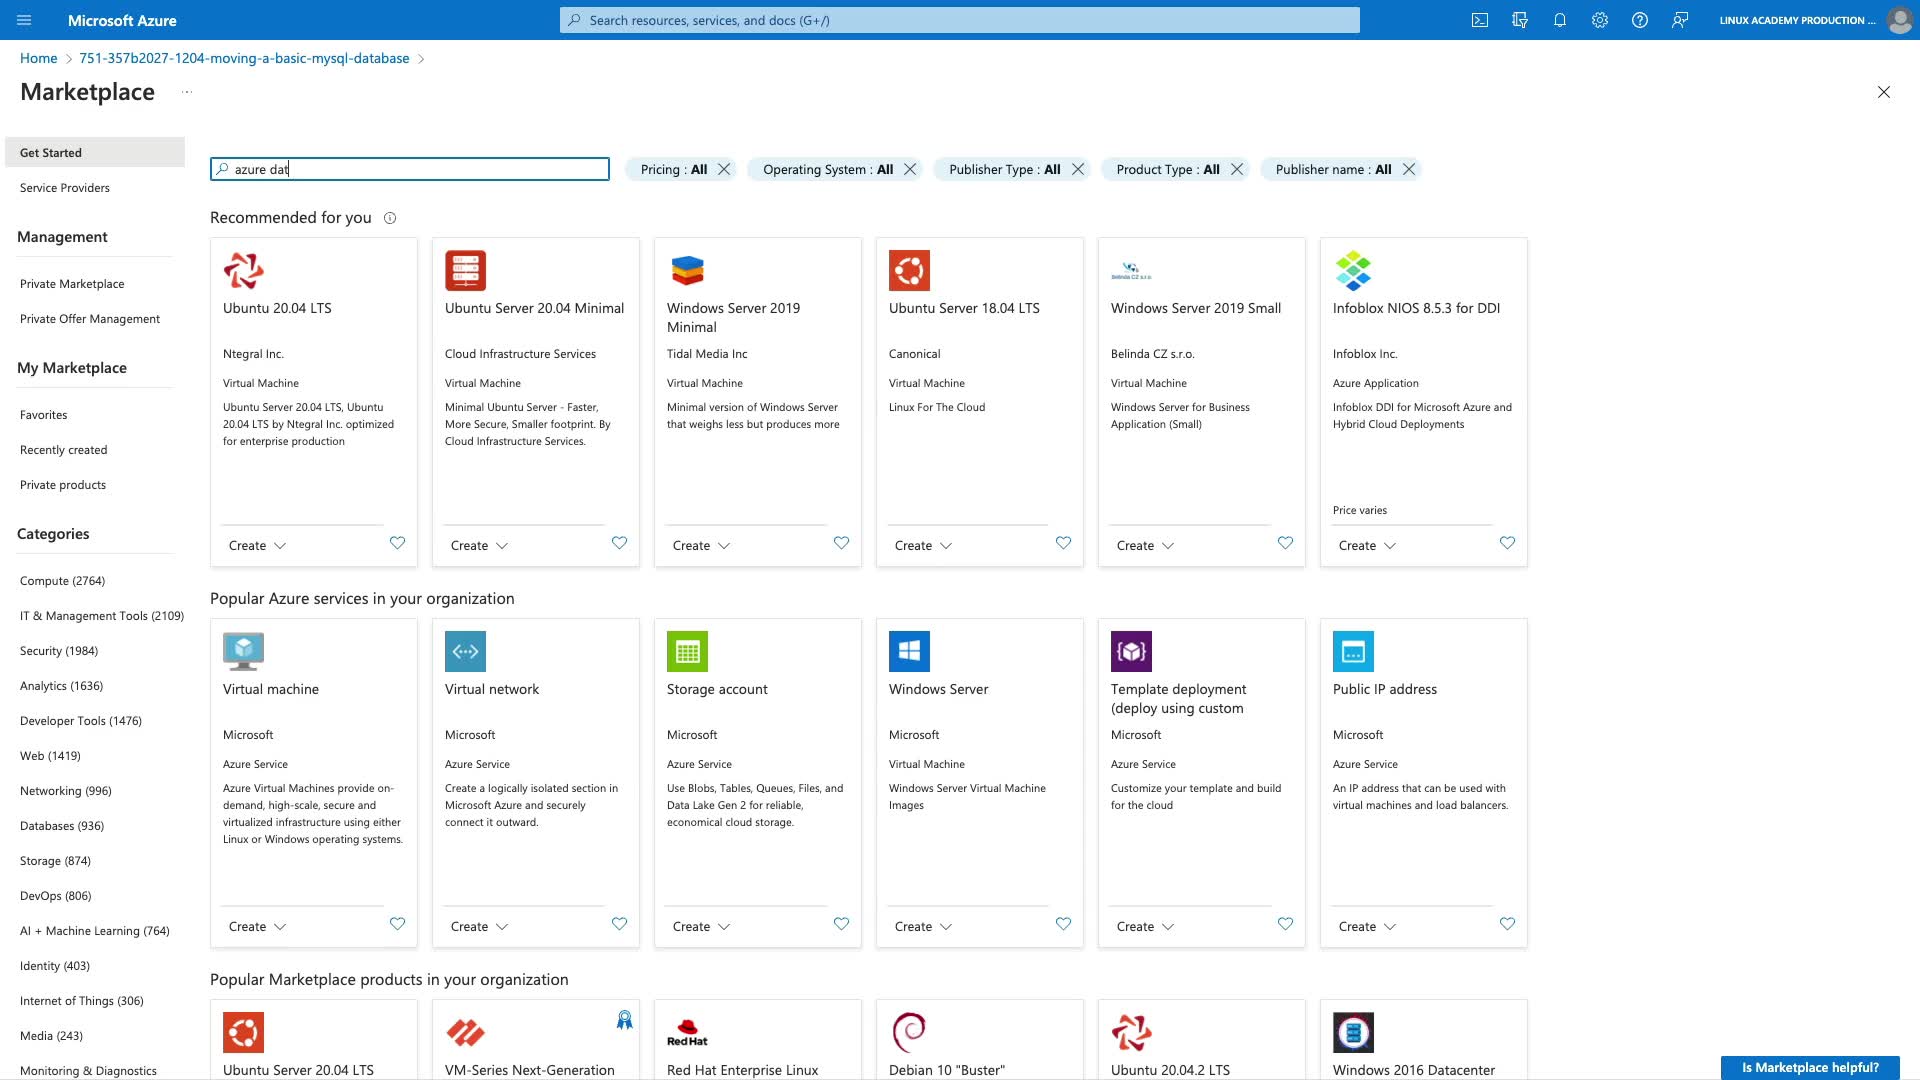 Microsoft Azure
Search resources, services, and docs (G+/)
LINUX ACADEMY PRODUCTION ...
Home
751-357b2027-1204-moving-a-basic-mysql-database
Marketplace
...
Get Started
Service Providers
Management
Private Marketplace
Private Offer Management
My Marketplace
Favorites
Recently created
Private products
Categories
Compute (2764)
IT & Management Tools (2109)
Security (1984)
Analytics (1636)
Developer Tools (1476)
Web (1419)
Networking (996)
Databases (936)
Storage (874)
DevOps (806)
AI + Machine Learning (764)
Identity (403)
Internet of Things (306)
Media (243)
Monitoring & Diagnostics
azure dat
Pricing : All
Operating System : All
Publisher Type : All
Product Type : All
Publisher name : All
Recommended for you
Ubuntu 20.04 LTS
Ntegral Inc.
Virtual Machine
Ubuntu Server 20.04 LTS, Ubuntu
20.04 LTS by Ntegral Inc. optimized
for enterprise production
Create
Ubuntu Server 20.04 Minimal
Cloud Infrastructure Services
Virtual Machine
Minimal Ubuntu Server - Faster,
More Secure, Smaller footprint. By
Cloud Infrastructure Services.
Create
Windows Server 2019
Minimal
Tidal Media Inc
Virtual Machine
Minimal version of Windows Server
that weighs less but produces more
Create
Ubuntu Server 18.04 LTS
Canonical
Virtual Machine
Linux For The Cloud
Create
Belinda CZ s.r.o.
Windows Server 2019 Small
Belinda CZ s.r.o.
Virtual Machine
Windows Server for Business
Application (Small)
Create
Infoblox NIOS 8.5.3 for DDI
Infoblox Inc.
Azure Application
Infoblox DDI for Microsoft Azure and
Hybrid Cloud Deployments
Price varies
Create
Popular Azure services in your organization
Virtual machine
Microsoft
Azure Service
Azure Virtual Machines provide on-
demand, high-scale, secure and
virtualized infrastructure using either
Linux or Windows operating systems.
Create
Virtual network
Microsoft
Azure Service
Create a logically isolated section in
Microsoft Azure and securely
connect it outward.
Create
Storage account
Microsoft
Azure Service
Use Blobs, Tables, Queues, Files, and
Data Lake Gen 2 for reliable,
economical cloud storage.
Create
Windows Server
Microsoft
Virtual Machine
Windows Server Virtual Machine
Images
Create
Template deployment
(deploy using custom
Microsoft
Azure Service
Customize your template and build
for the cloud
Create
Public IP address
Microsoft
Azure Service
An IP address that can be used with
virtual machines and load balancers.
Create
Popular Marketplace products in your organization
Ubuntu Server 20.04 LTS
VM-Series Next-Generation
Red Hat
Red Hat Enterprise Linux
Debian 10 "Buster"
Ubuntu 20.04.2 LTS
Windows 2016 Datacenter
Is Marketplace helpful?